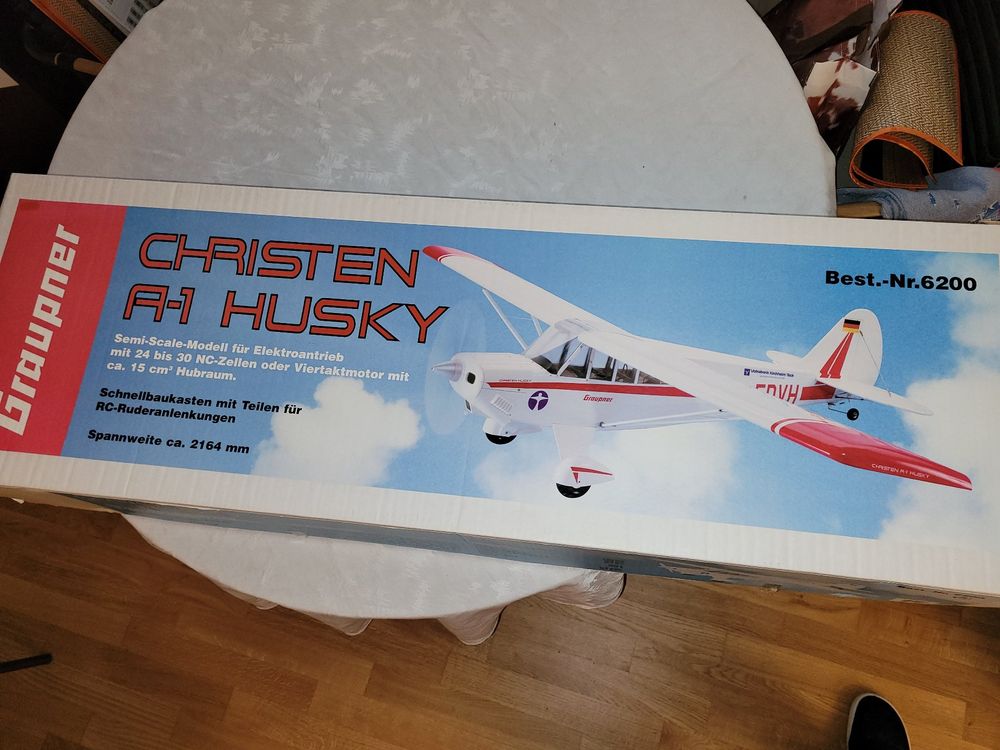 Graupner
CHRISTEN
A-1 HUSKY
Semi-Scale-Modell für Elektroantrieb
mit 24 bis 30 NC-Zellen oder Viertaktmotor mit
ca. 15 cm³ Hubraum.
Schnellbaukasten mit Teilen für
RC-Ruderanlenkungen
Spannweite ca. 2164 mm
Best.-Nr.6200
CHRISTEN HUSKY
Graupner
CHRISTEN A-1 HUSKY